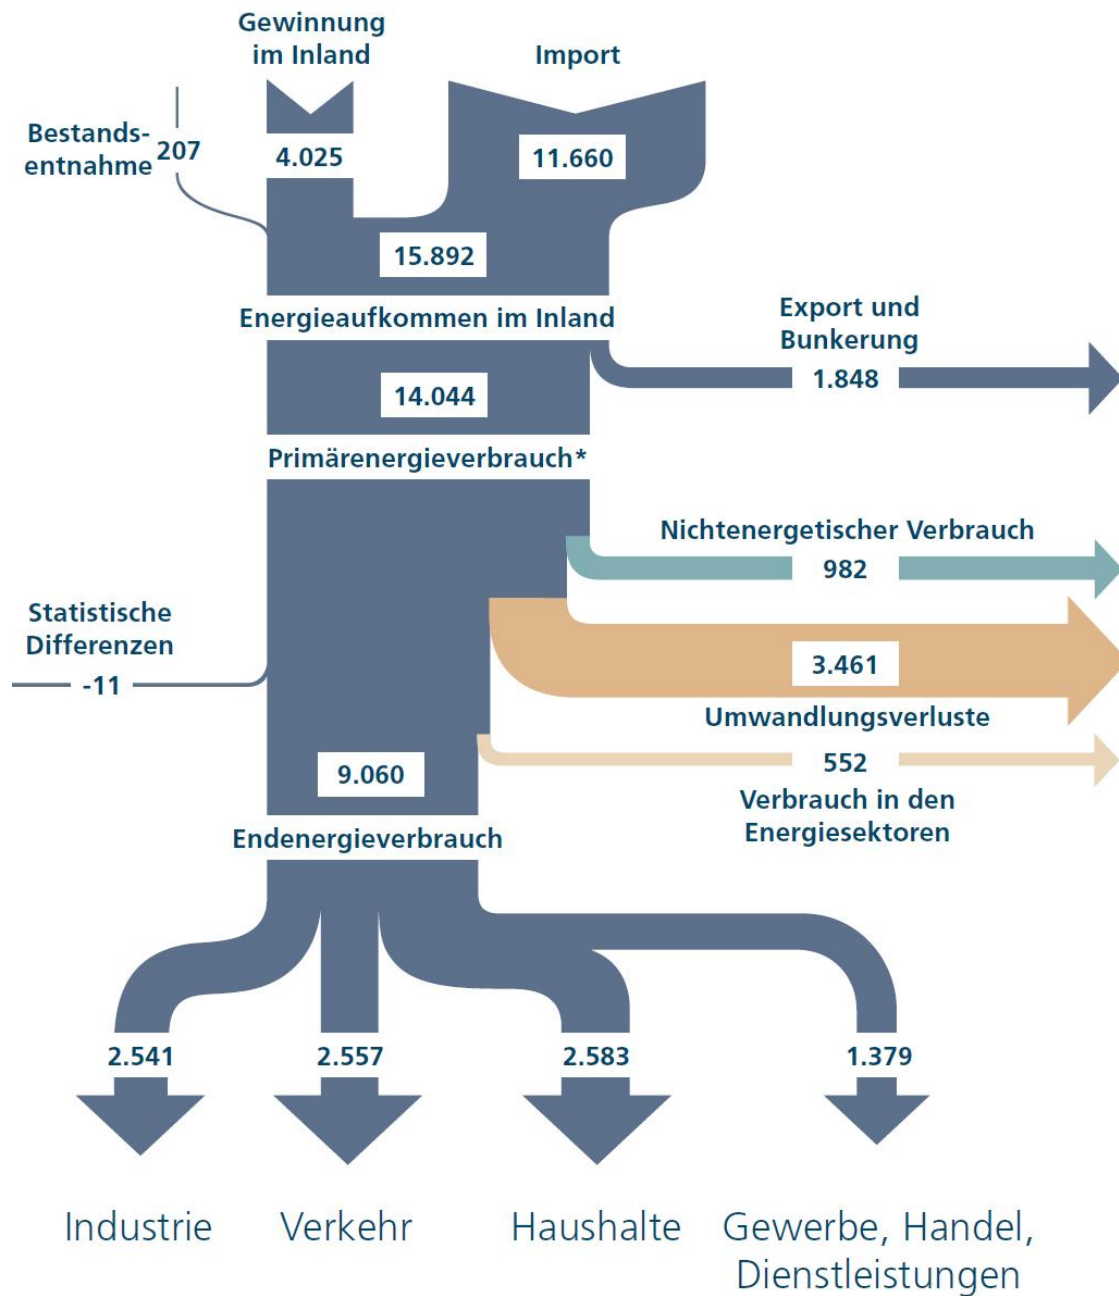 Gewinnung
im Inland
Import
Bestands-
entnahme
207
4.025
11.660
15.892
Energieaufkommen im Inland
Export und
Bunkerung
1.848
14.044
Primärenergieverbrauch*
Nichtenergetischer Verbrauch
982
Statistische
Differenzen
-11
3.461
Umwandlungsverluste
552
Verbrauch in den
Energiesektoren
9.060
Endenergieverbrauch
2.541
2.557
2.583
1.379
Industrie
Verkehr
Haushalte
Gewerbe, Handel,
Dienstleistungen